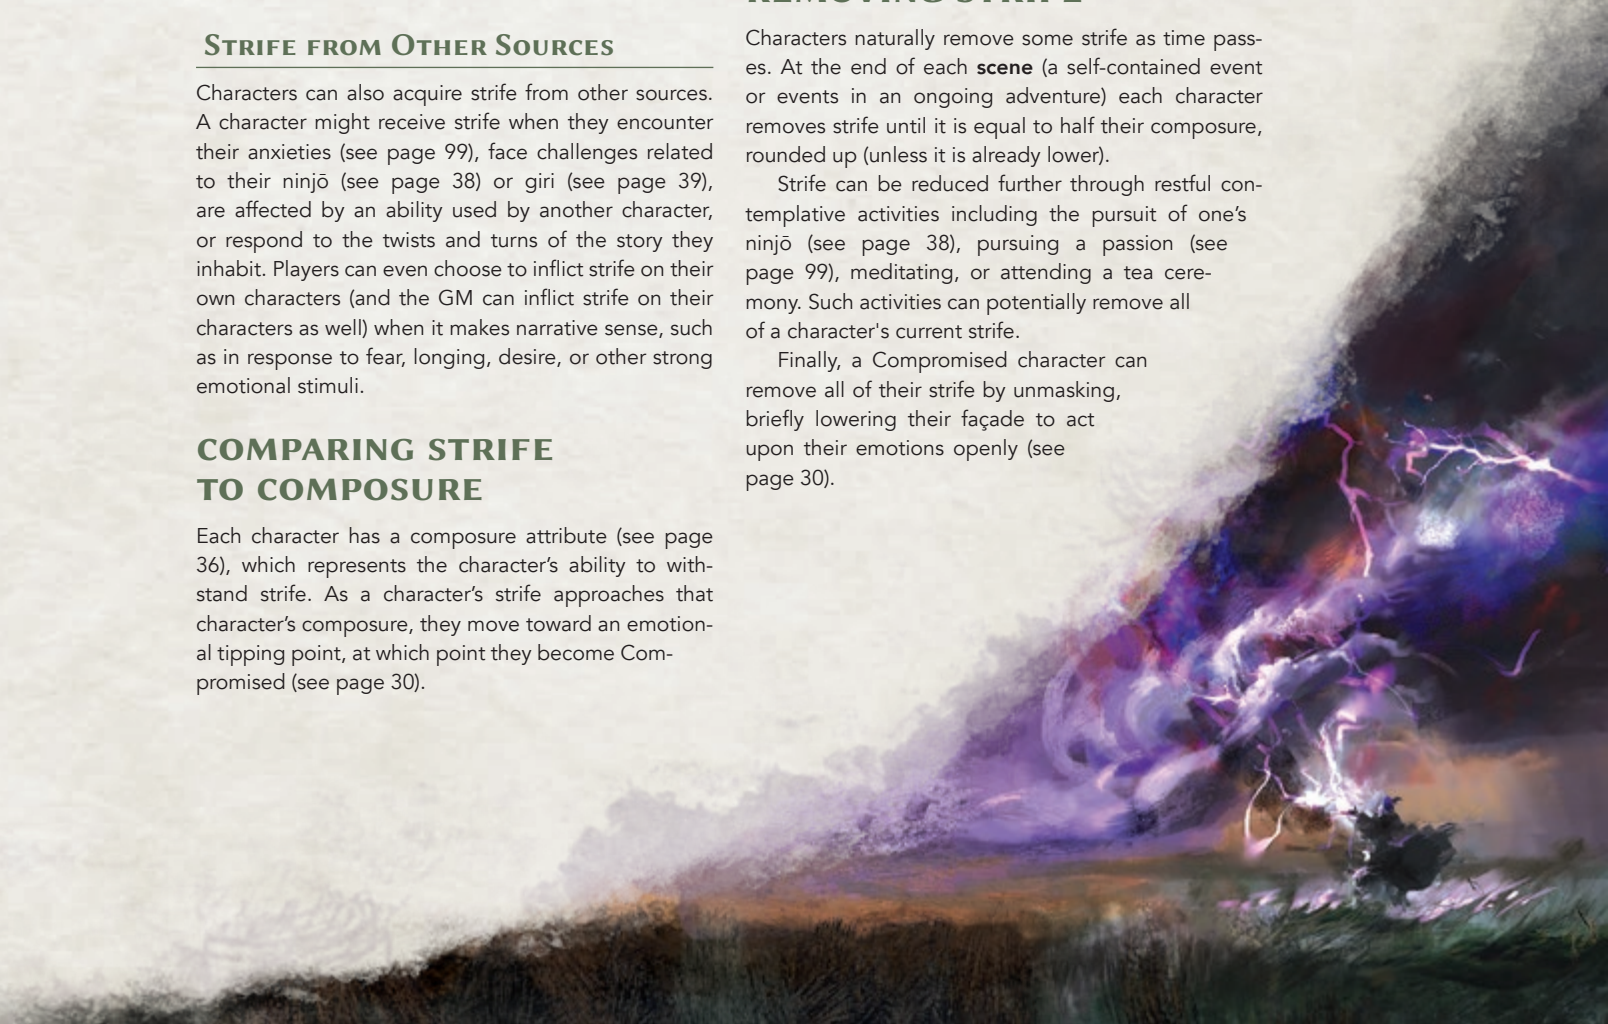 STRIFE FROM OTHER SOURCES
Characters can also acquire strife from other sources.
A character might receive strife when they encounter
their anxieties (see page 99), face challenges related
to their ninjō (see page 38) or giri (see page 39),
are affected by an ability used by another character,
or respond to the twists and turns of the story they
inhabit. Players can even choose to inflict strife on their
own characters (and the GM can inflict strife on their
characters as well) when it makes narrative sense, such
as in response to fear, longing, desire, or other strong
emotional stimuli.
COMPARING STRIFE
TO COMPOSURE
Each character has a composure attribute (see page
36), which represents the character’s ability to with-
stand strife. As a character’s strife approaches that
character’s composure, they move toward an emotion-
al tipping point, at which point they become Com-
promised (see page 30).
REMOVING STRIFE
Characters naturally remove some strife as time pass-
es. At the end of each scene (a self-contained event
or events in an ongoing adventure) each character
removes strife until it is equal to half their composure,
rounded up (unless it is already lower).
Strife can be reduced further through restful con-
templative activities including the pursuit of one’s
ninjō (see page 38), pursuing a passion (see
page 99), meditating, or attending a tea cere-
mony. Such activities can potentially remove all
of a character's current strife.
Finally, a Compromised character can
remove all of their strife by unmasking,
briefly lowering their façade to act
upon their emotions openly (see
page 30).